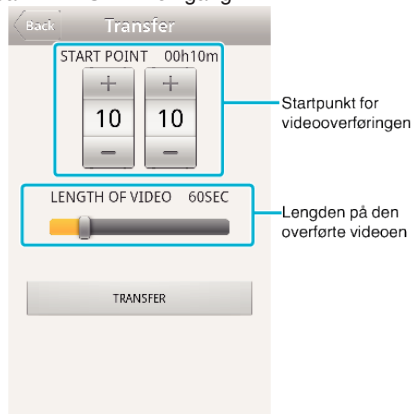 Back Transfer
START POINT 00h10m
+ +
10 10
− −
Startpunkt for
videooverføringen
LENGTH OF VIDEO 60SEC
Lengden på den
overførte videoen
TRANSFER